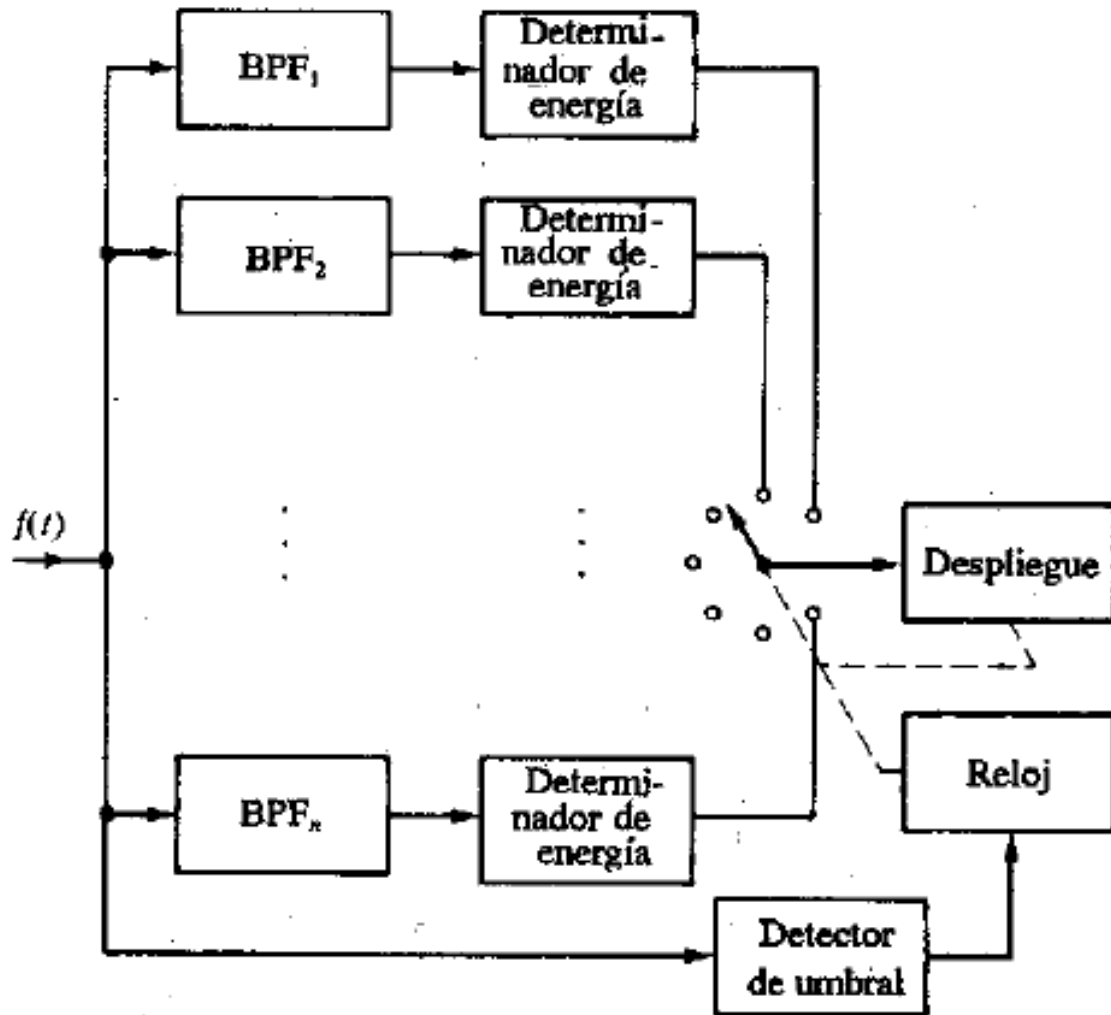 BPF₁
Determi-
nador de
energía
BPF₂
Determi-
nador de
energía
f(t)
Despliegue
BPFₙ
Determi-
nador de
energía
Reloj
Detector
de umbral